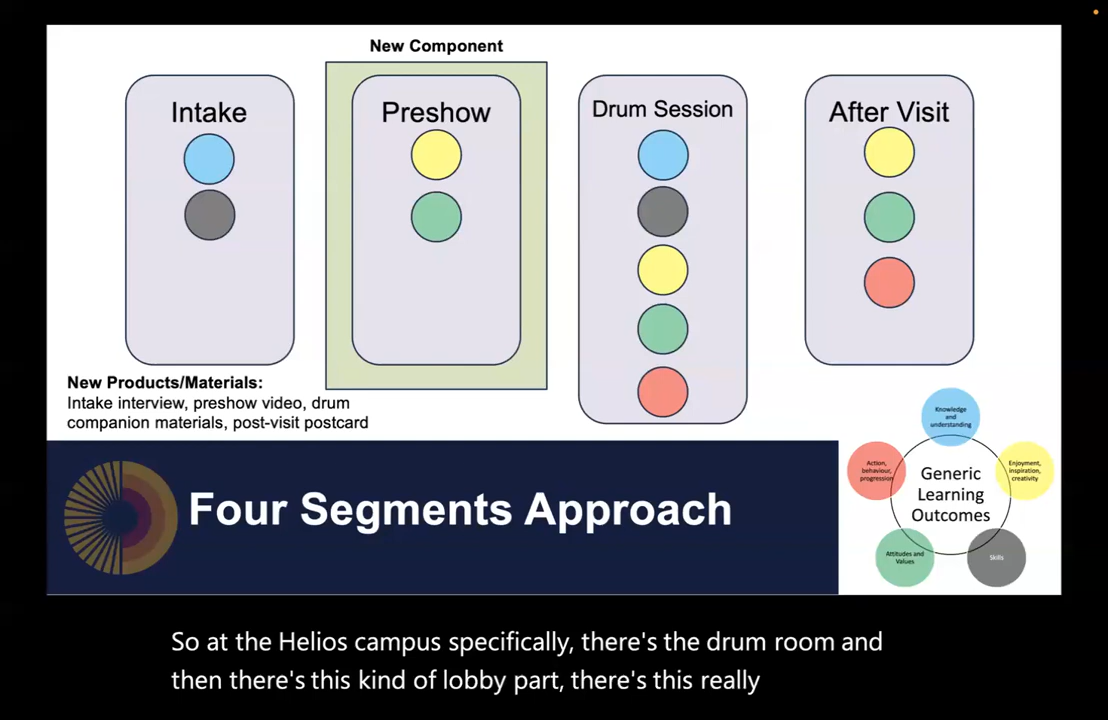 New Component
Intake
Preshow
Drum Session
After Visit
New Products/Materials:
Intake interview, preshow video, drum
companion materials, post-visit postcard
Four Segments Approach
Knowledge
and
understanding
Action,
behaviour,
progression
Enjoyment,
inspiration,
creativity
Generic
Learning
Outcomes
Attitudes and
Values
Skills
So at the Helios campus specifically, there's the drum room and
then there's this kind of lobby part, there's this really